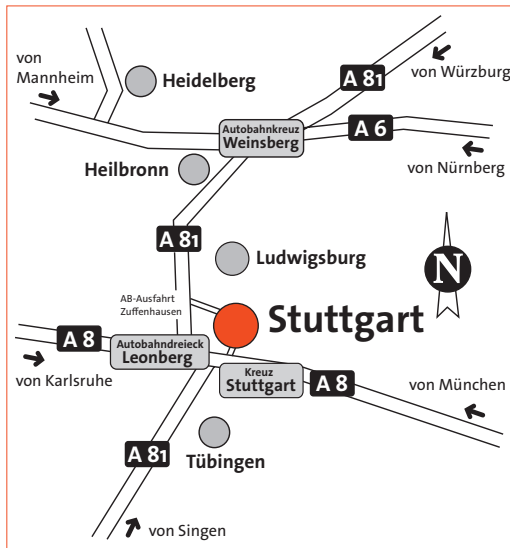 von
Mannheim
Heidelberg
A 81
von Würzburg
Autobahnkreuz
Weinsberg
A 6
Heilbronn
von Nürnberg
A 81
Ludwigsburg
N
AB-Ausfahrt
Zuffenhausen
Stuttgart
A 8
Autobahndreieck
Leonberg
von Karlsruhe
Kreuz
Stuttgart
A 8
von München
A 81
Tübingen
von Singen